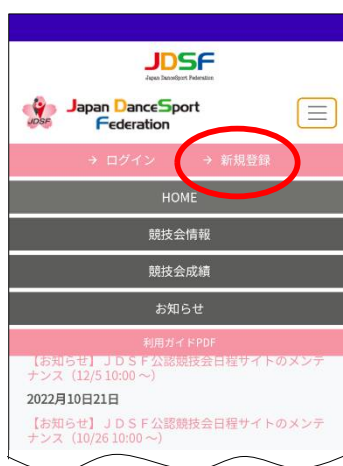 JDSF
Japan DanceSport Federation
JDSF
Japan DanceSport
Federation
→ ログイン
→ 新規登録
HOME
競技会情報
競技会成績
お知らせ
利用ガイドPDF
【お知らせ】ＪＤＳＦ公認競技会日程サイトのメンテ
ナンス（12/5 10:00 ～）
2022月10日21日
【お知らせ】ＪＤＳＦ公認競技会日程サイトのメンテ
ナンス（10/26 10:00 ～）